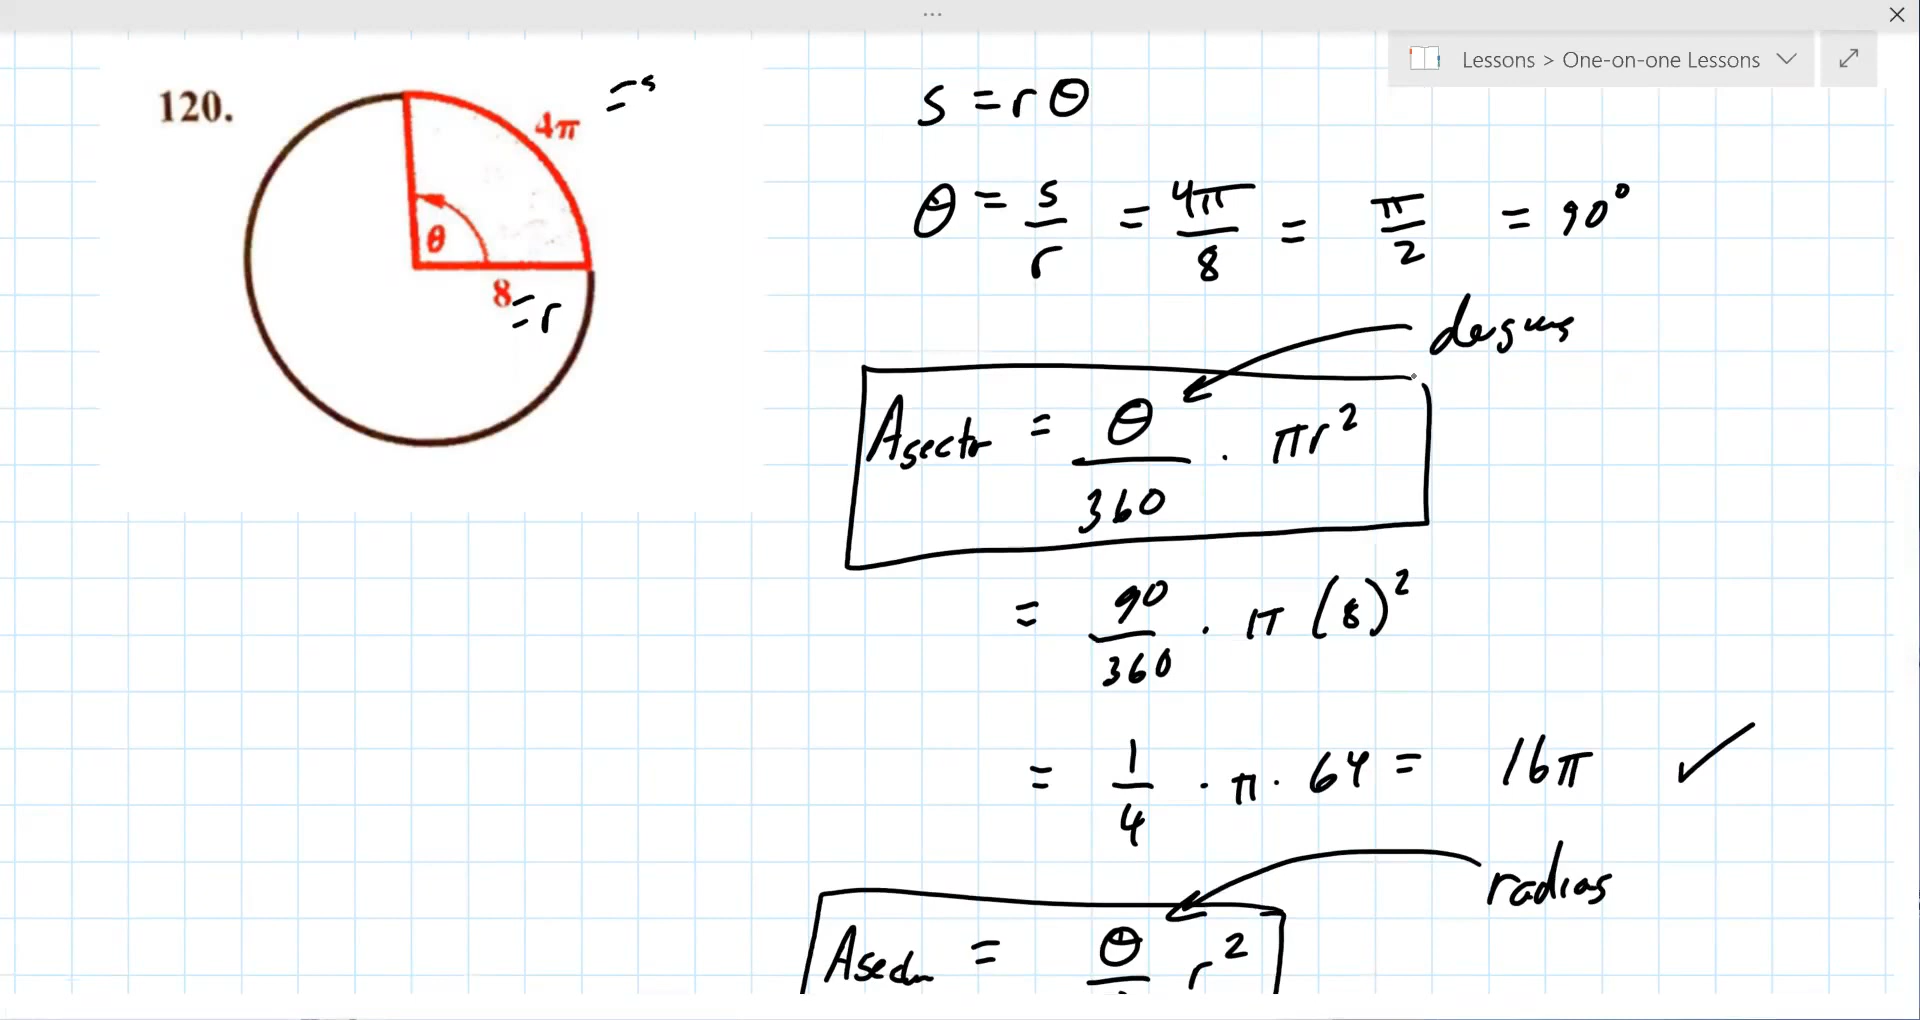 ...
Lessons > One-on-one Lessons
120.
4π = s
θ
8 = r
s = rθ
θ = s/r = 4π/8 = π/2 = 90°
degrees
Asector = θ/360 · πr²
= 90/360 · π(8)²
= 1/4 · π · 64 = 16π ✓
radians
Asector = θ/ r²